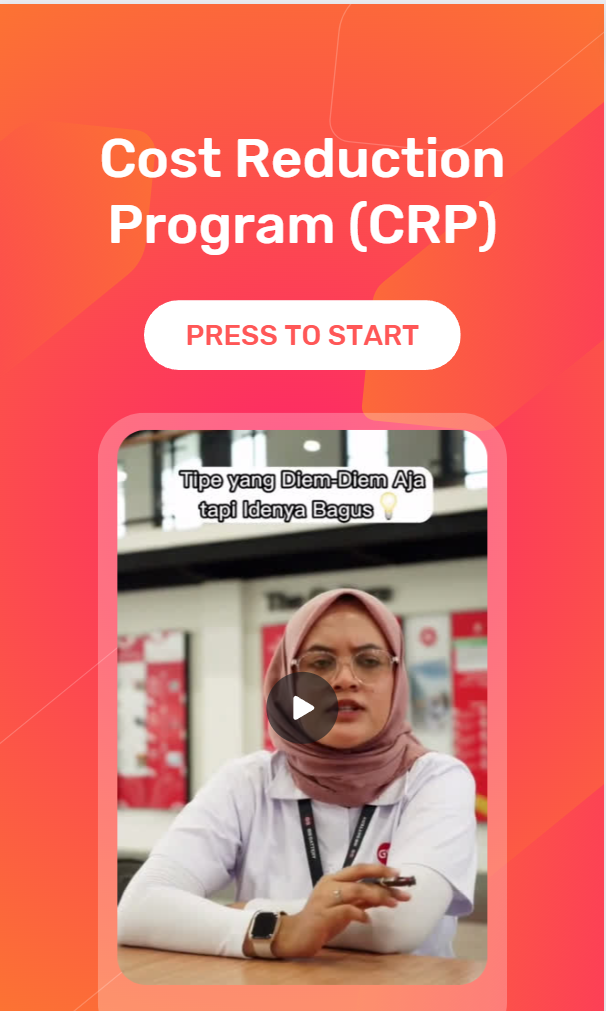 Cost Reduction
Program (CRP)
PRESS TO START
Tipe yang Diem-Diem Aja
tapi Idenya Bagus 💡